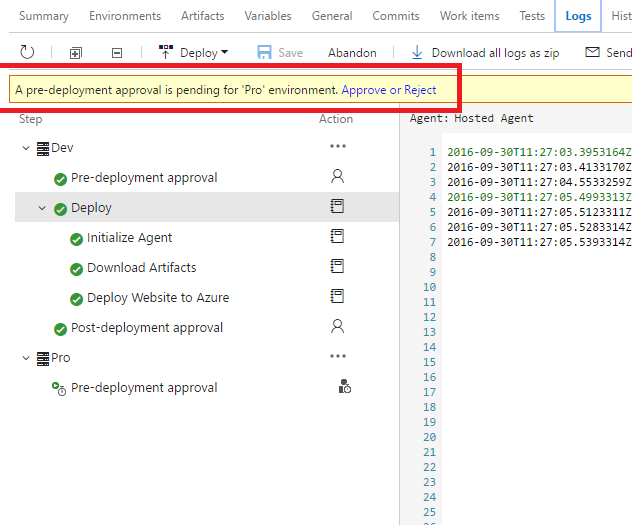 Summary Environments Artifacts Variables General Commits Work items Tests Logs Hist
Deploy Save Abandon Download all logs as zip Send
A pre-deployment approval is pending for 'Pro' environment. Approve or Reject
Step Action Agent: Hosted Agent
Dev
Pre-deployment approval
Deploy
Initialize Agent
Download Artifacts
Deploy Website to Azure
Post-deployment approval
Pro
Pre-deployment approval
1 2016-09-30T11:27:03.3953164Z
2 2016-09-30T11:27:03.4133170Z
3 2016-09-30T11:27:04.5533259Z
4 2016-09-30T11:27:05.4993313Z
5 2016-09-30T11:27:05.5123311Z
6 2016-09-30T11:27:05.5283314Z
7 2016-09-30T11:27:05.5393314Z
8
9
10
11
12
13
14
15
16
17
18
19
20
21
22
23
24
25